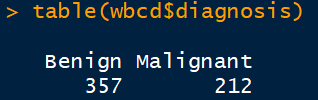 > table(wbcd$diagnosis)
Benign Malignant
357 212